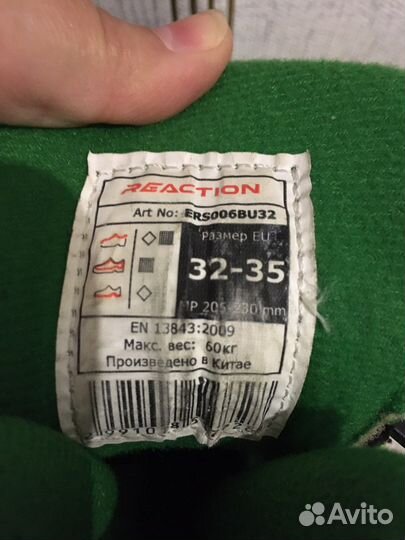 REACTION
Art No: ERS006BU32
Размер EU
32-35
MP 205-230 mm
EN 13843:2009
Макс. вес: 60кг
Произведено в Китае
Avito